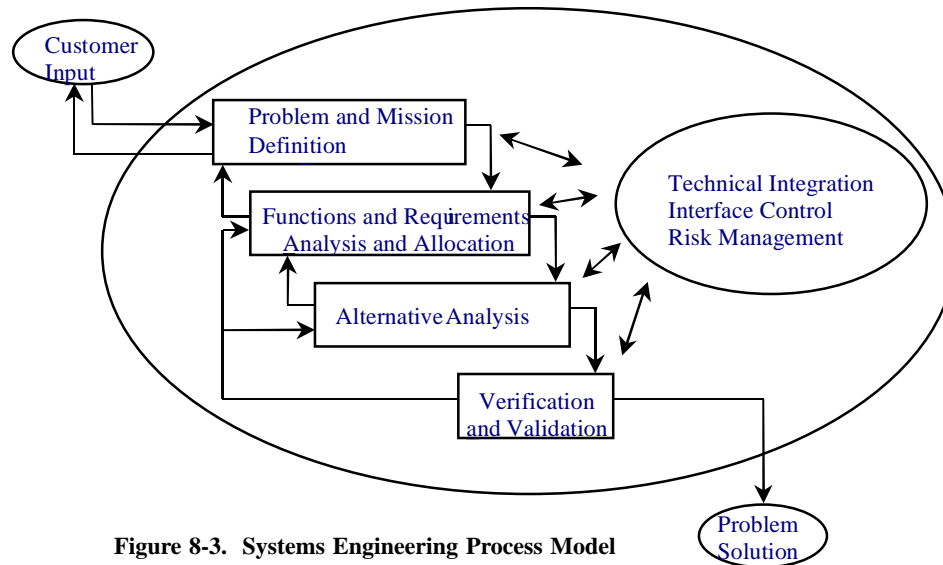 Customer
Input
Problem and Mission
Definition
Functions and Requirements
Analysis and Allocation
Technical Integration
Interface Control
Risk Management
Alternative Analysis
Verification
and Validation
Problem
Solution
Figure 8-3. Systems Engineering Process Model